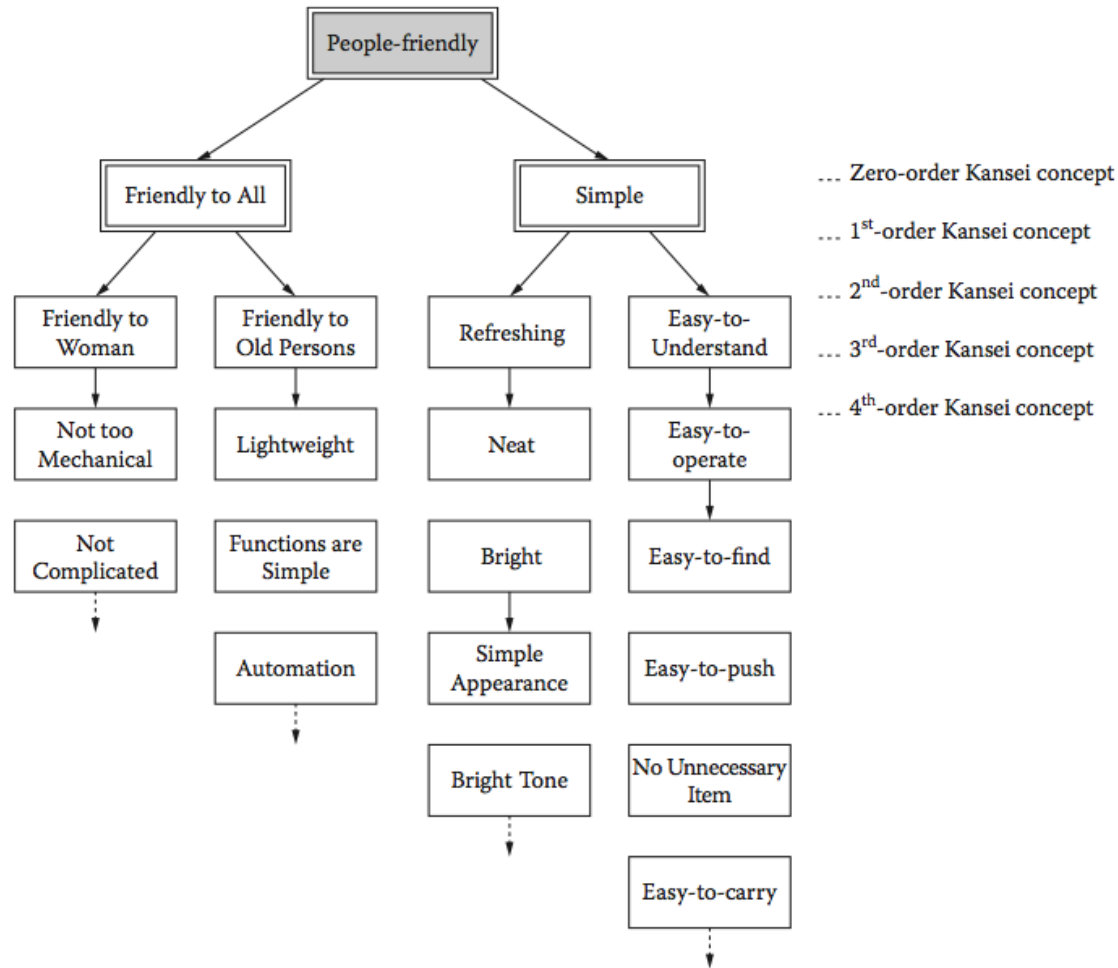 People-friendly
Friendly to All
Simple
... Zero-order Kansei concept
... 1st-order Kansei concept
... 2nd-order Kansei concept
... 3rd-order Kansei concept
... 4th-order Kansei concept
Friendly to
Woman
Friendly to
Old Persons
Refreshing
Easy-to-
Understand
Not too
Mechanical
Lightweight
Neat
Easy-to-
operate
Not
Complicated
Functions are
Simple
Bright
Easy-to-find
Automation
Simple
Appearance
Easy-to-push
Bright Tone
No Unnecessary
Item
Easy-to-carry